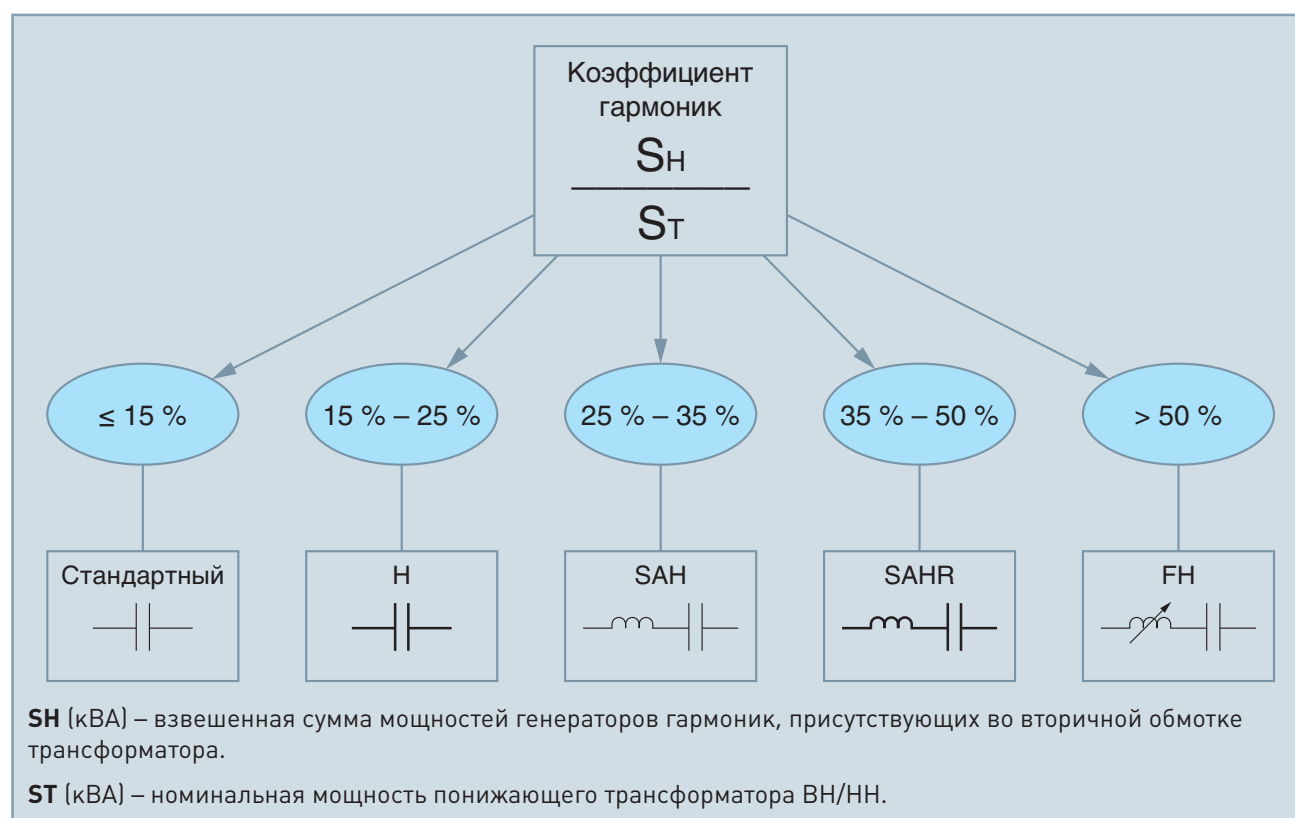 Коэффициент
гармоник
SH
ST
≤ 15 %
15 % – 25 %
25 % – 35 %
35 % – 50 %
> 50 %
Стандартный
H
SAH
SAHR
FH
SH (кВА) – взвешенная сумма мощностей генераторов гармоник, присутствующих во вторичной обмотке
трансформатора.
ST (кВА) – номинальная мощность понижающего трансформатора ВН/НН.